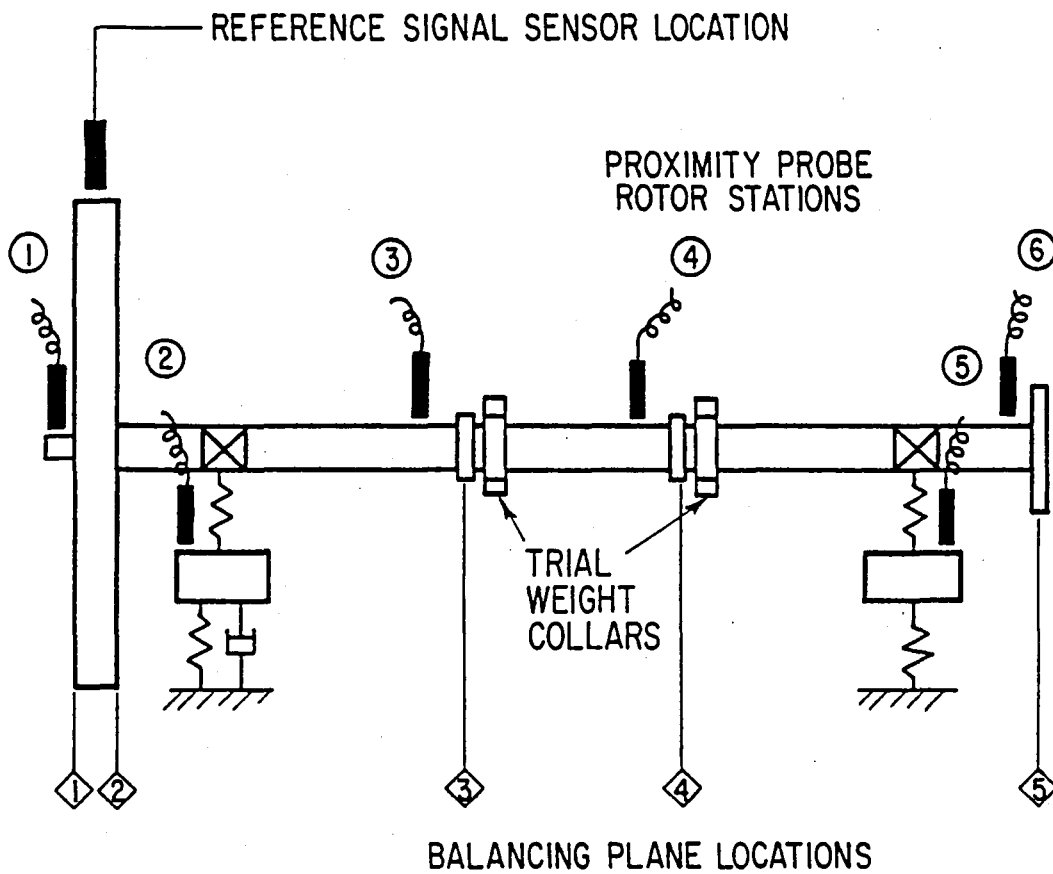 REFERENCE SIGNAL SENSOR LOCATION
PROXIMITY PROBE
ROTOR STATIONS
1
3
4
6
2
5
TRIAL
WEIGHT
COLLARS
1
2
3
4
5
BALANCING PLANE LOCATIONS